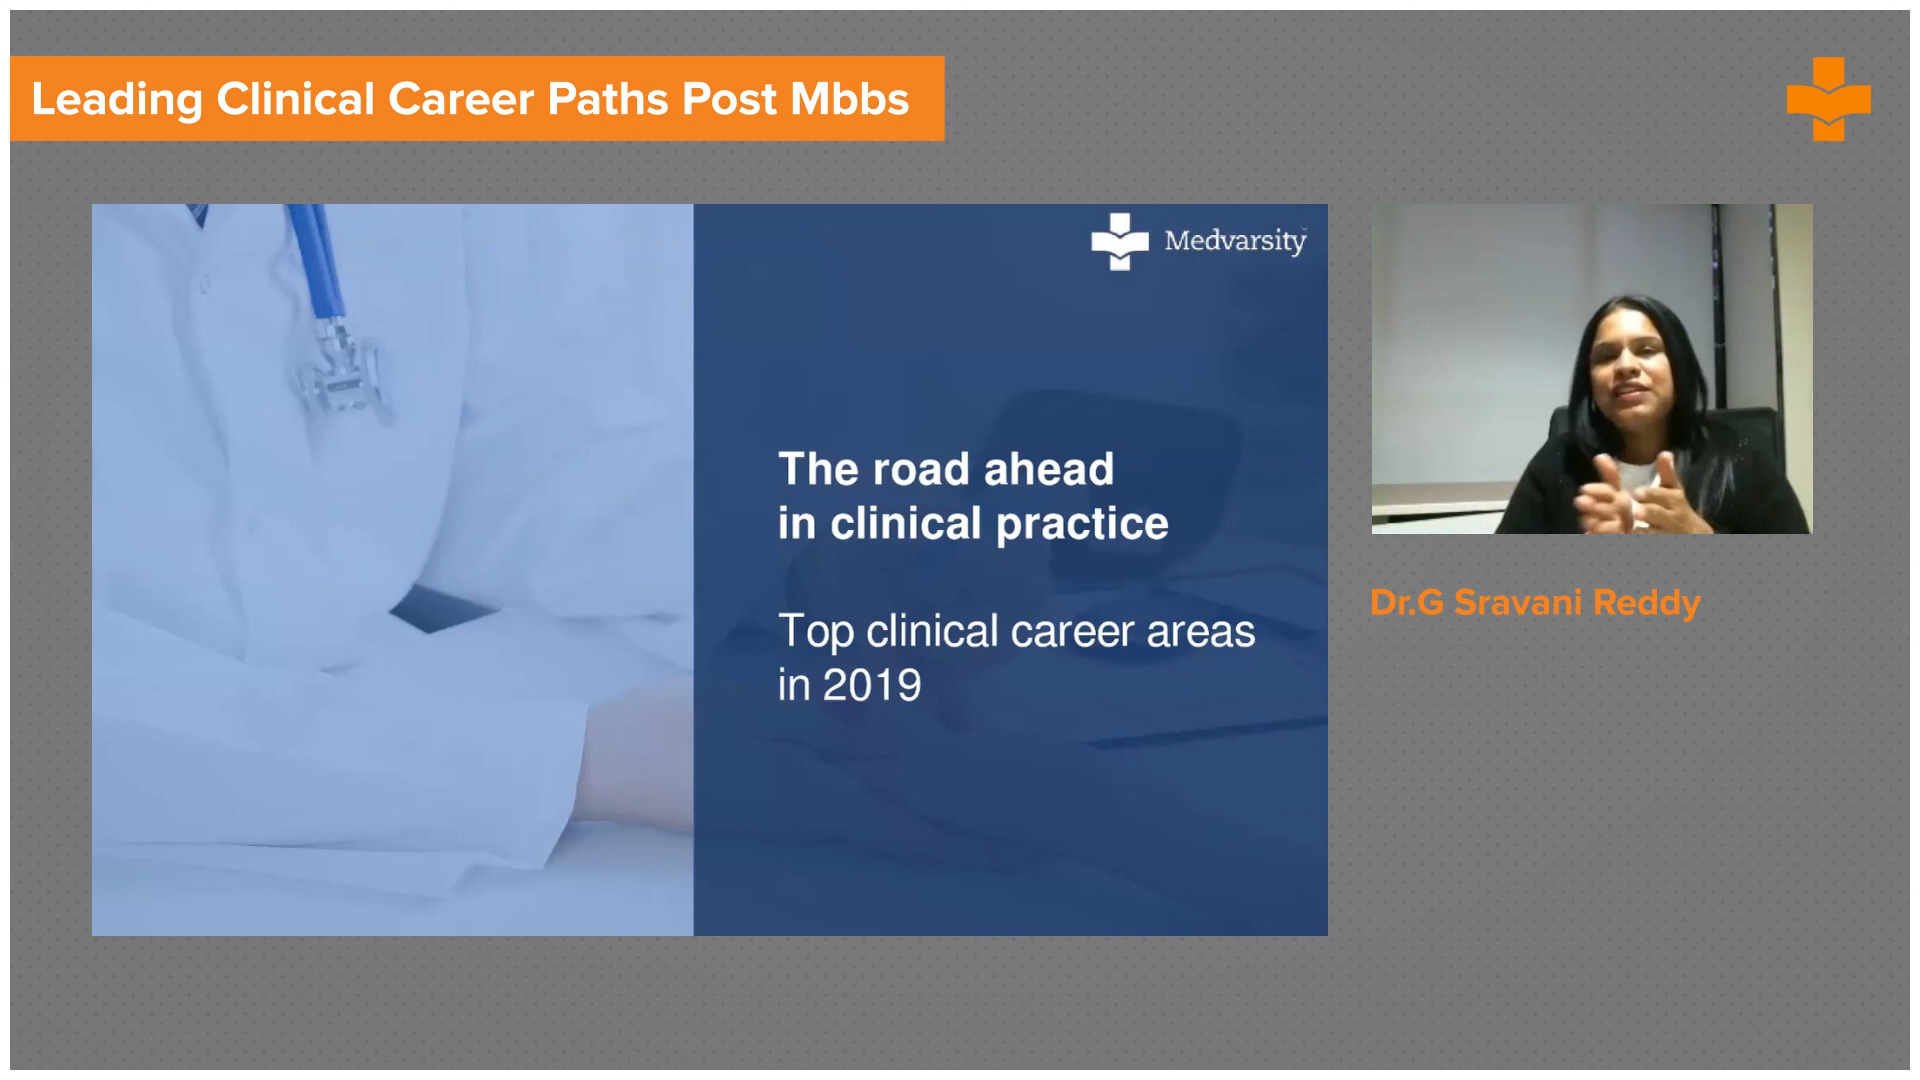 Leading Clinical Career Paths Post Mbbs
Medvarsity
The road ahead
in clinical practice
Top clinical career areas
in 2019
Dr.G Sravani Reddy